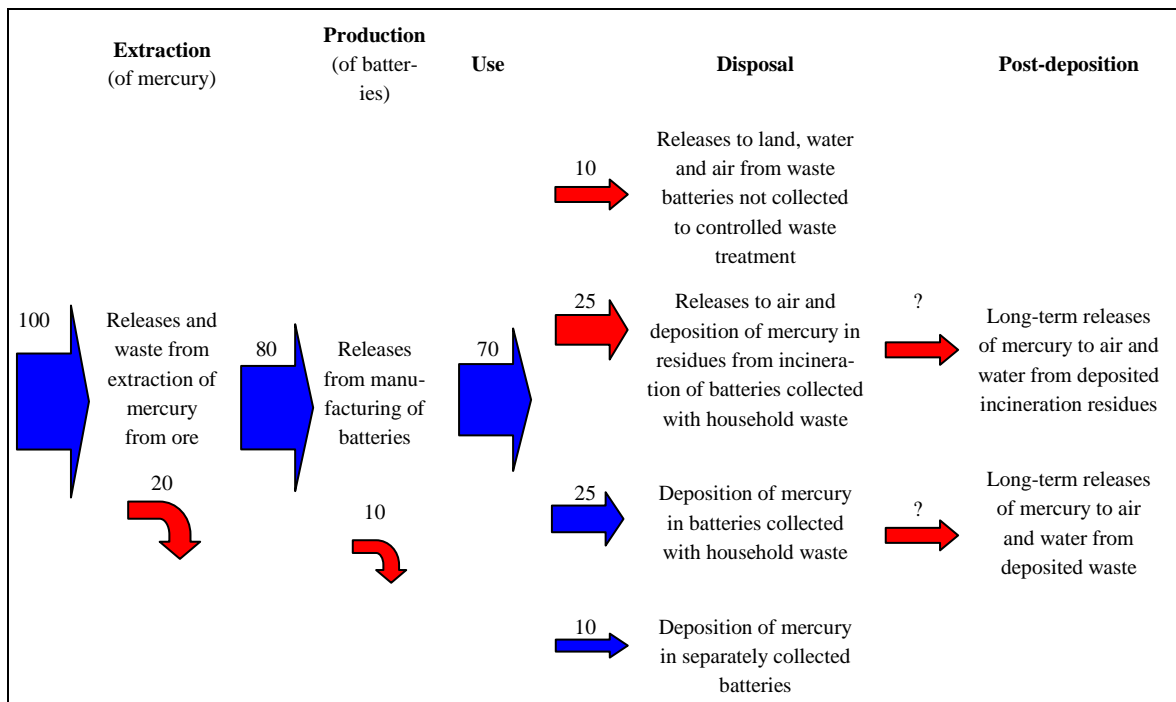 Extraction
(of mercury)
Production
(of batter-
ies)
Use
Disposal
Post-deposition
100
Releases and
waste from
extraction of
mercury
from ore
20
80
Releases
from manu-
facturing of
batteries
10
70
10
Releases to land, water
and air from waste
batteries not collected
to controlled waste
treatment
25
Releases to air and
deposition of mercury in
residues from incinera-
tion of batteries collected
with household waste
?
Long-term releases
of mercury to air and
water from deposited
incineration residues
25
Deposition of mercury
in batteries collected
with household waste
?
Long-term releases
of mercury to air
and water from
deposited waste
10
Deposition of mercury
in separately collected
batteries